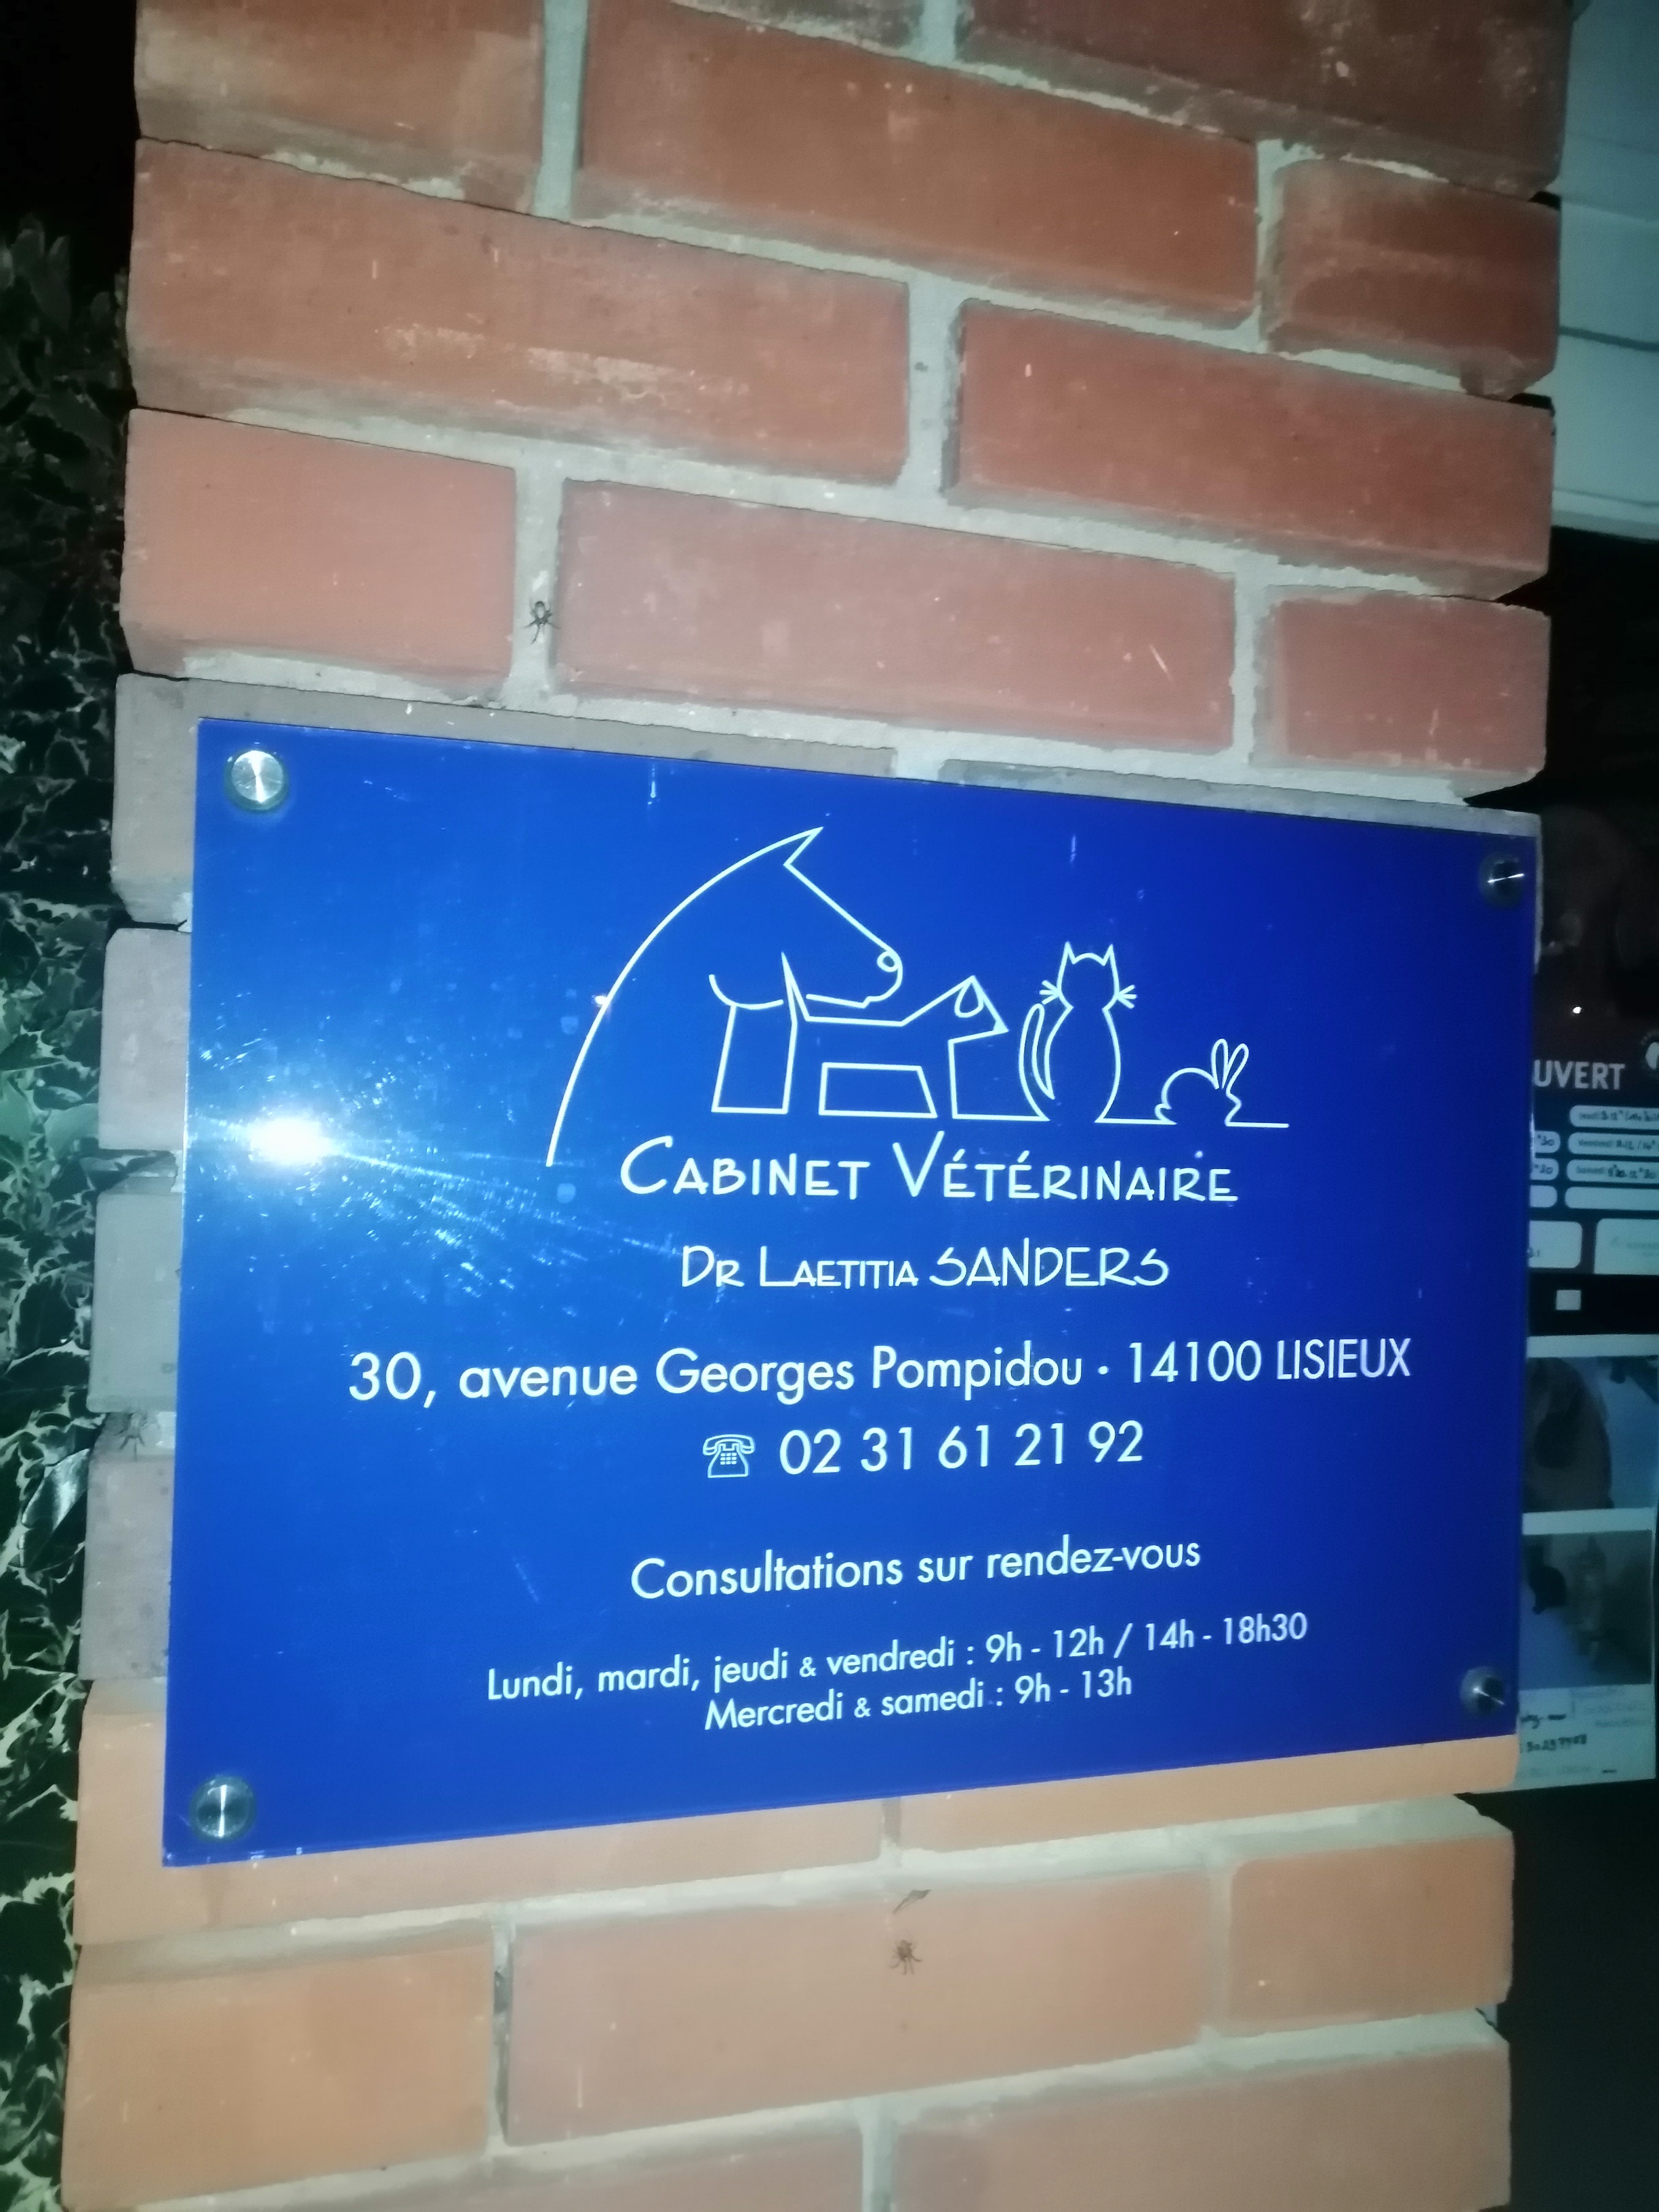 CABINET VÉTÉRINAIRE
DR LAETITIA SANDERS
30, avenue Georges Pompidou • 14100 LISIEUX
☎ 02 31 61 21 92
Consultations sur rendez-vous
Lundi, mardi, jeudi & vendredi : 9h - 12h / 14h - 18h30
Mercredi & samedi : 9h - 13h
UVERT